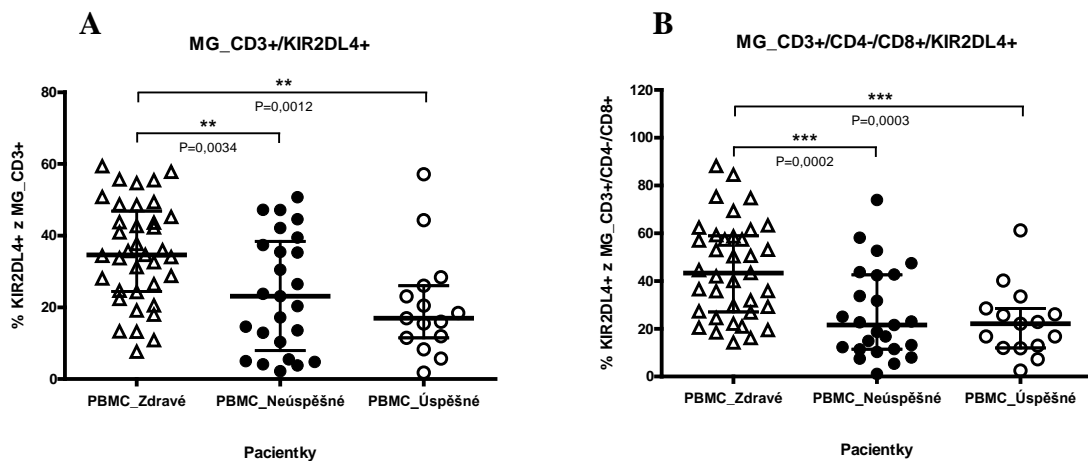 A
MG_CD3+/KIR2DL4+
% KIR2DL4+ z MG_CD3+
80
60
40
20
0
**
P=0,0012
**
P=0,0034
PBMC_Zdravé
PBMC_Neúspěšné
PBMC_Úspěšné
Pacientky
B
MG_CD3+/CD4-/CD8+/KIR2DL4+
% KIR2DL4+ z MG_CD3+/CD4-/CD8+
120
100
80
60
40
20
0
***
P=0,0003
***
P=0,0002
PBMC_Zdravé
PBMC_Neúspěšné
PBMC_Úspěšné
Pacientky